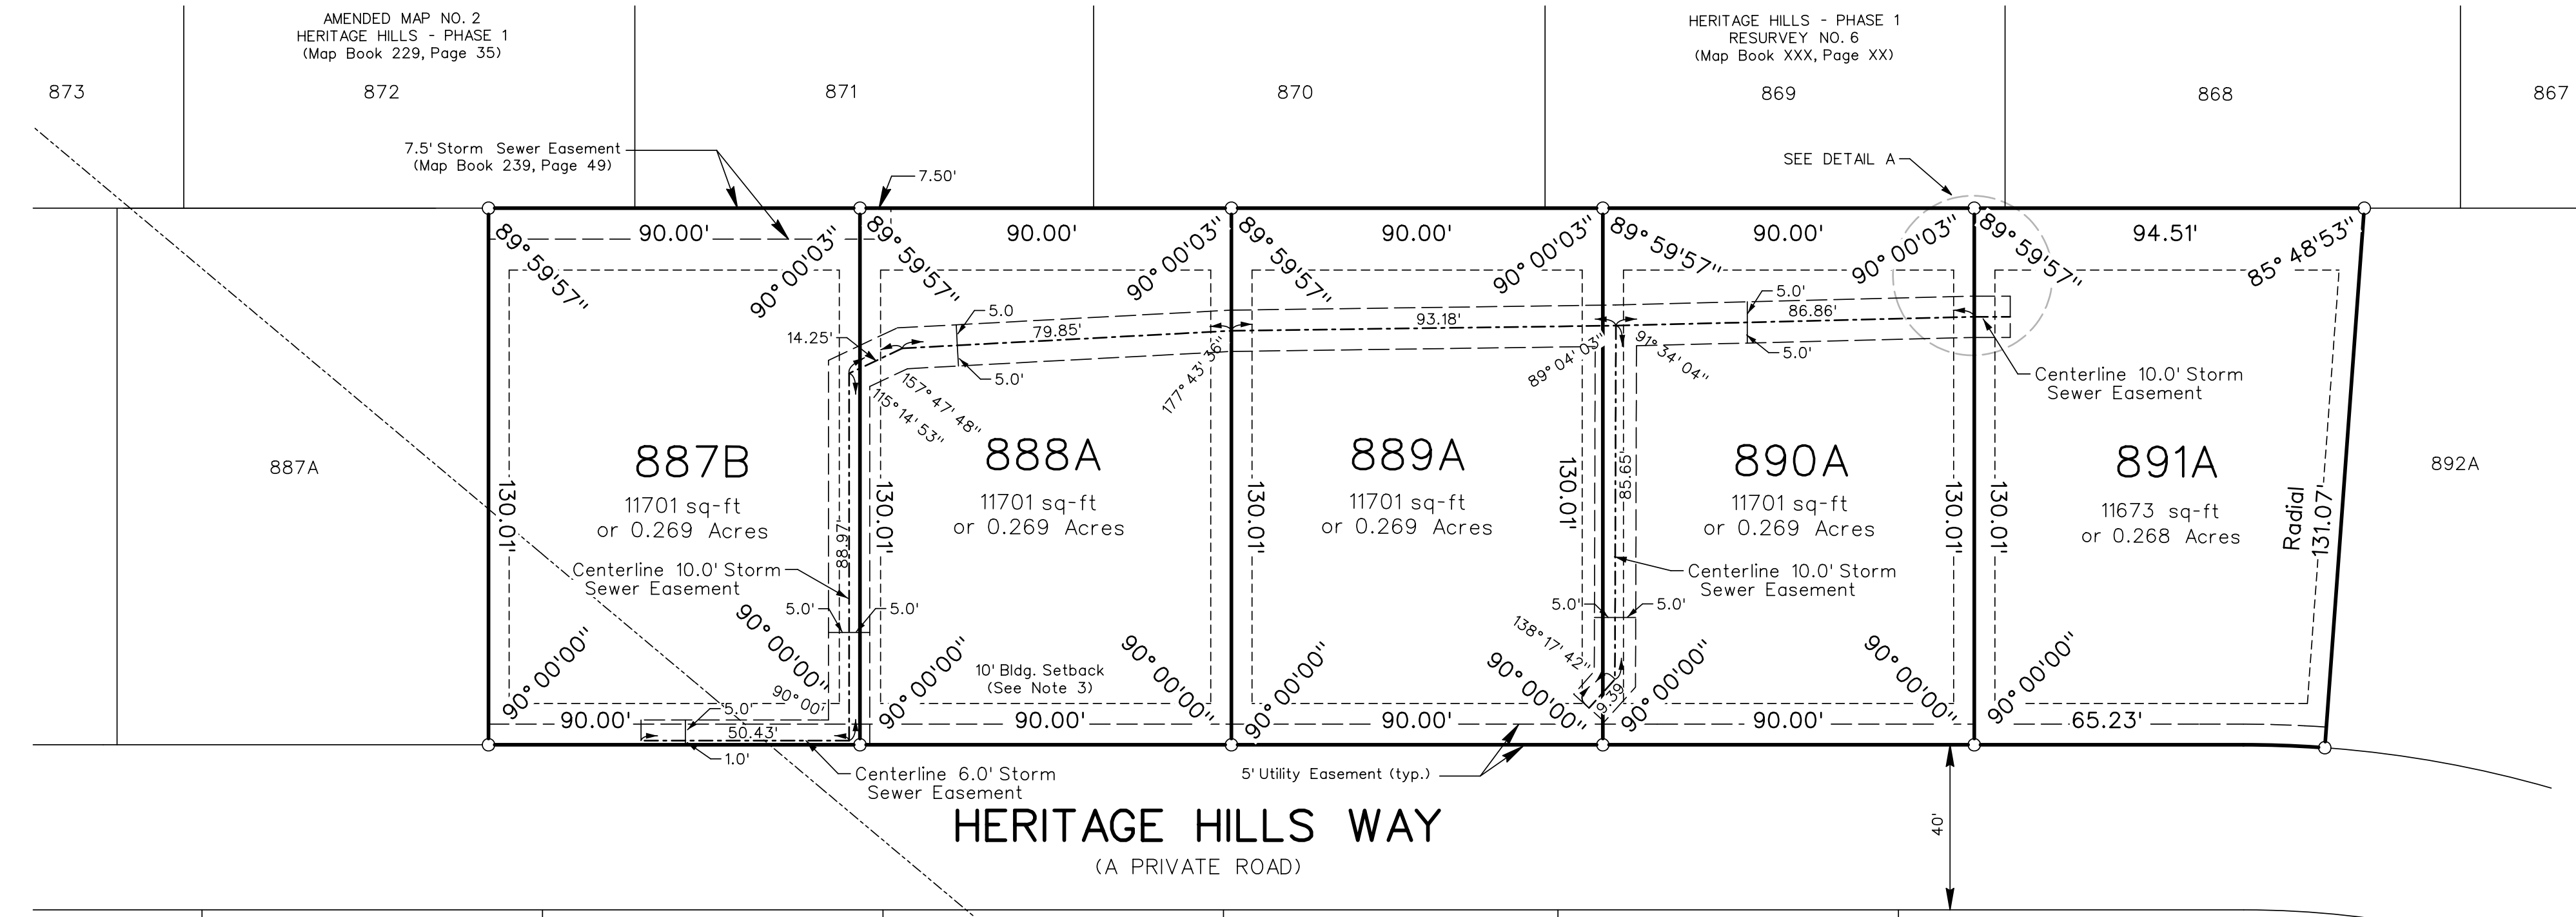 AMENDED MAP NO. 2
HERITAGE HILLS - PHASE 1
(Map Book 229, Page 35)
HERITAGE HILLS - PHASE 1
RESURVEY NO. 6
(Map Book XXX, Page XX)
873
872
871
870
869
868
867
7.5' Storm Sewer Easement
(Map Book 239, Page 49)
7.50'
SEE DETAIL A
90.00'
90.00'
90.00'
90.00'
94.51'
89° 59'57"
90° 00'03"
89° 59'57"
90° 00'03"
89° 59'57"
90° 00'03"
89° 59'57"
90° 00'03"
89° 59'57"
85° 48'53"
14.25'
5.0
79.85'
5.0'
93.18'
5.0'
86.86'
5.0'
157° 47' 48"
115° 14' 53"
177° 43' 36"
89° 04' 03"
91° 34' 04"
Centerline 10.0' Storm
Sewer Easement
887A
887B
11701 sq-ft
or 0.269 Acres
888A
11701 sq-ft
or 0.269 Acres
889A
11701 sq-ft
or 0.269 Acres
890A
11701 sq-ft
or 0.269 Acres
891A
11673 sq-ft
or 0.268 Acres
892A
130.01'
88.97'
130.01'
130.01'
130.01'
85.65'
130.01'
130.01'
Radial
131.07'
Centerline 10.0' Storm
Sewer Easement
5.0'
5.0'
Centerline 10.0' Storm
Sewer Easement
5.0'
5.0'
138° 17' 42"
9.39'
90° 00'00"
90° 00'00"
90° 00'
90° 00'00"
90° 00'00"
90° 00'00"
90° 00'00"
90° 00'00"
90° 00'00"
90° 00'00"
10' Bldg. Setback
(See Note 3)
90.00'
5.0'
50.43'
1.0'
90.00'
90.00'
90.00'
65.23'
Centerline 6.0' Storm
Sewer Easement
5' Utility Easement (typ.)
HERITAGE HILLS WAY
(A PRIVATE ROAD)
40'